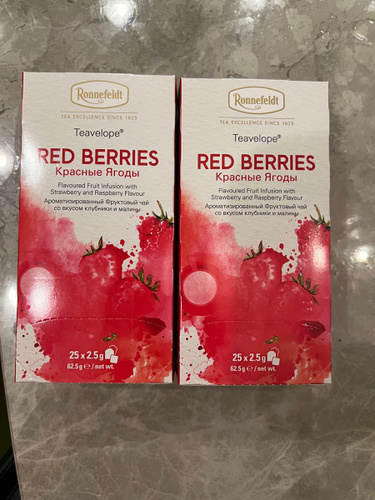 Ronnefeldt
TEA EXCELLENCE SINCE 1823
Teavelope®
RED BERRIES
Красные Ягоды
Flavoured Fruit Infusion with
Strawberry and Raspberry Flavour
Ароматизированный Фруктовый чай
со вкусом клубники и малины
25 x 2.5g
62.5g ℮ / net wt.
Ronnefeldt
TEA EXCELLENCE SINCE 1823
Teavelope®
RED BERRIES
Красные Ягоды
Flavoured Fruit Infusion with
Strawberry and Raspberry Flavour
Ароматизированный Фруктовый чай
со вкусом клубники и малины
25 x 2.5g
62.5g ℮ / net wt.